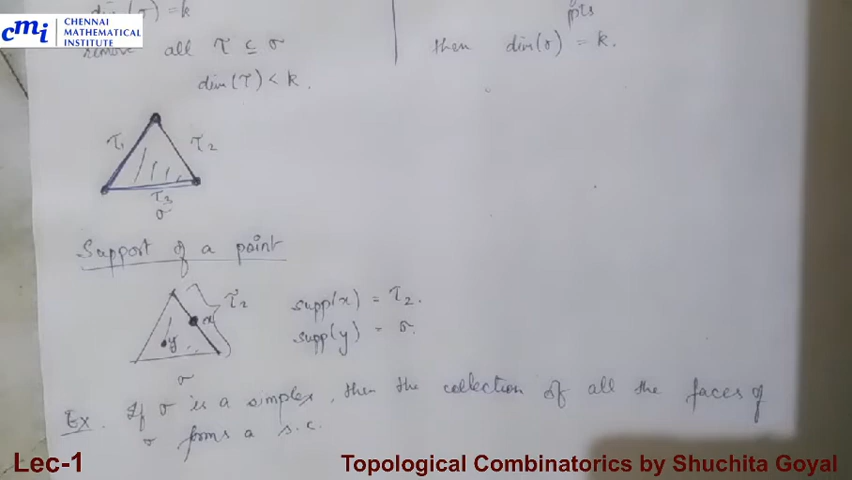 dim(σ) = k
pts
CHENNAI
MATHEMATICAL
INSTITUTE
cmi
remove all τ ⊆ σ
then dim(σ) = k.
dim(τ) < k.
τ₁
τ₂
τ₃
σ
Support of a point
τ₂
x
supp(x) = τ₂.
y
supp(y) = σ.
σ
Ex. If σ is a simplex, then the collection of all the faces of
σ forms a s.c.
Lec-1
Topological Combinatorics by Shuchita Goyal